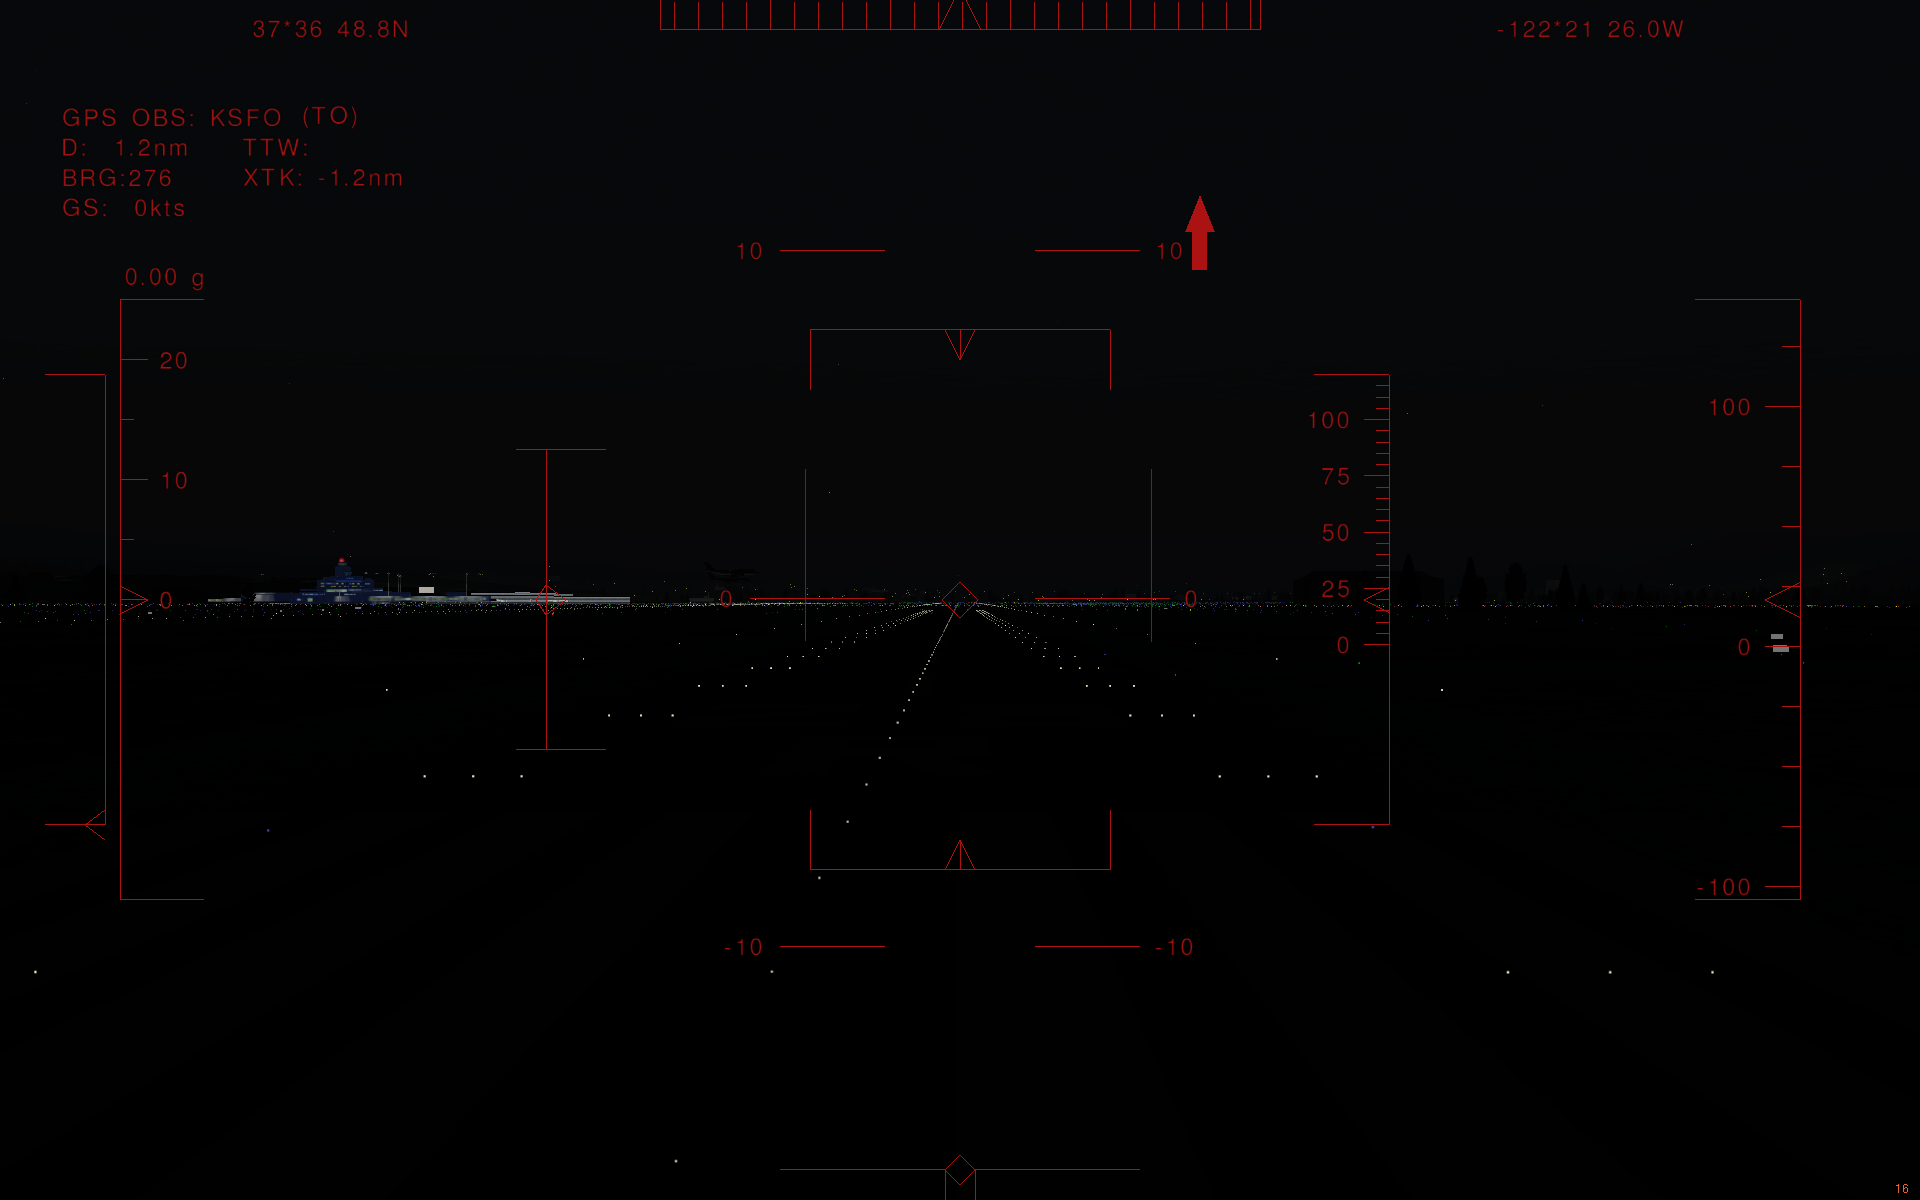 37*36 48.8N
-122*21 26.0W
GPS OBS: KSFO (TO)
D: 1.2nm TTW:
BRG:276 XTK: -1.2nm
GS: 0kts
0.00 g
10 10
20
10
0
0 0
100
75
50
25
0
100
0
-100
-10 -10
16